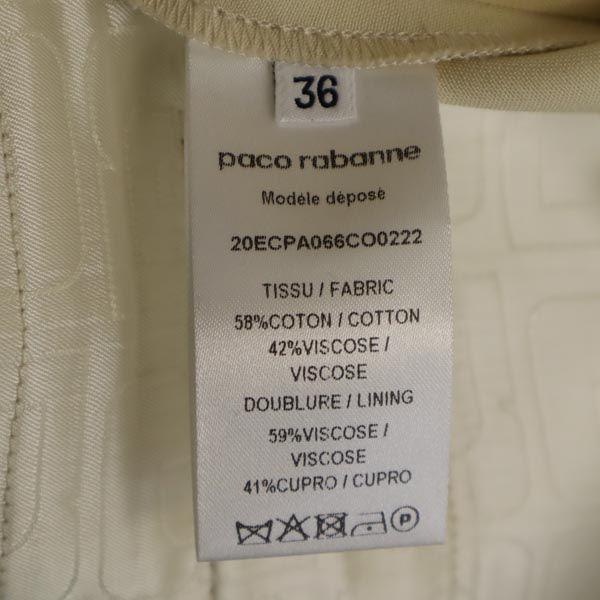 36
paco rabanne
Modèle déposé
20ECPA066CO0222
TISSU / FABRIC
58%COTON / COTTON
42%VISCOSE /
VISCOSE
DOUBLURE / LINING
59%VISCOSE /
VISCOSE
41%CUPRO / CUPRO
P